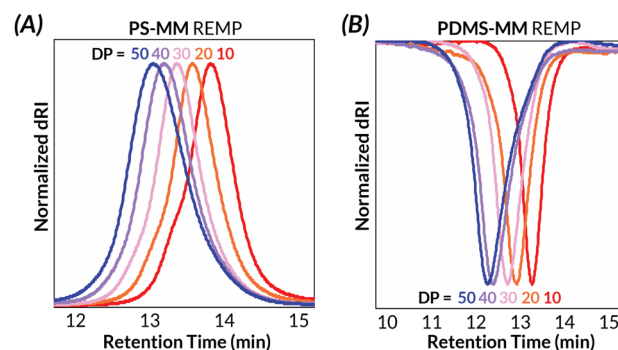 (A)
PS-MM REMP
DP = 50 40 30 20 10
Normalized dRI
12 13 14 15
Retention Time (min)
(B)
PDMS-MM REMP
Normalized dRI
DP = 50 40 30 20 10
10 11 12 13 14 15
Retention Time (min)